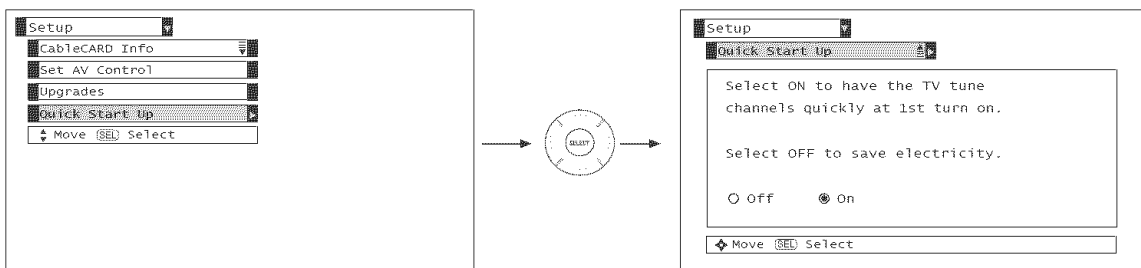 Setup
CableCARD Info
Set AV Control
Upgrades
Quick Start Up
Move SEL Select
SELECT
Setup
Quick Start Up
Select ON to have the TV tune
channels quickly at 1st turn on.
Select OFF to save electricity.
Off On
Move SEL Select